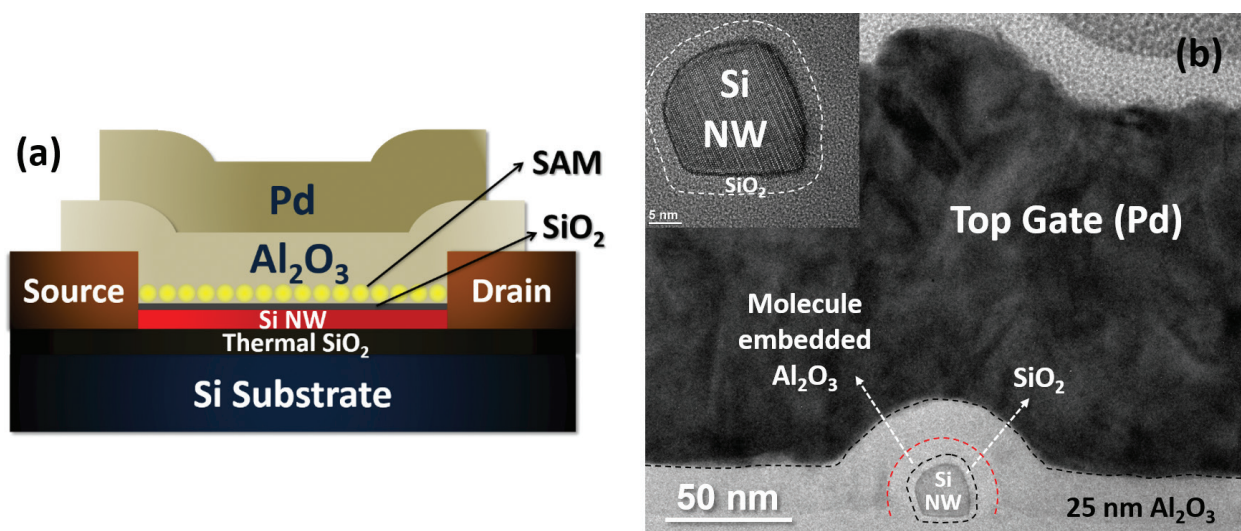 (a)
Pd
Al₂O₃
SAM
SiO₂
Source
Drain
Si NW
Thermal SiO₂
Si Substrate
(b)
Si
NW
SiO₂
5 nm
Top Gate (Pd)
Molecule
embedded
Al₂O₃
SiO₂
Si
NW
50 nm
25 nm Al₂O₃